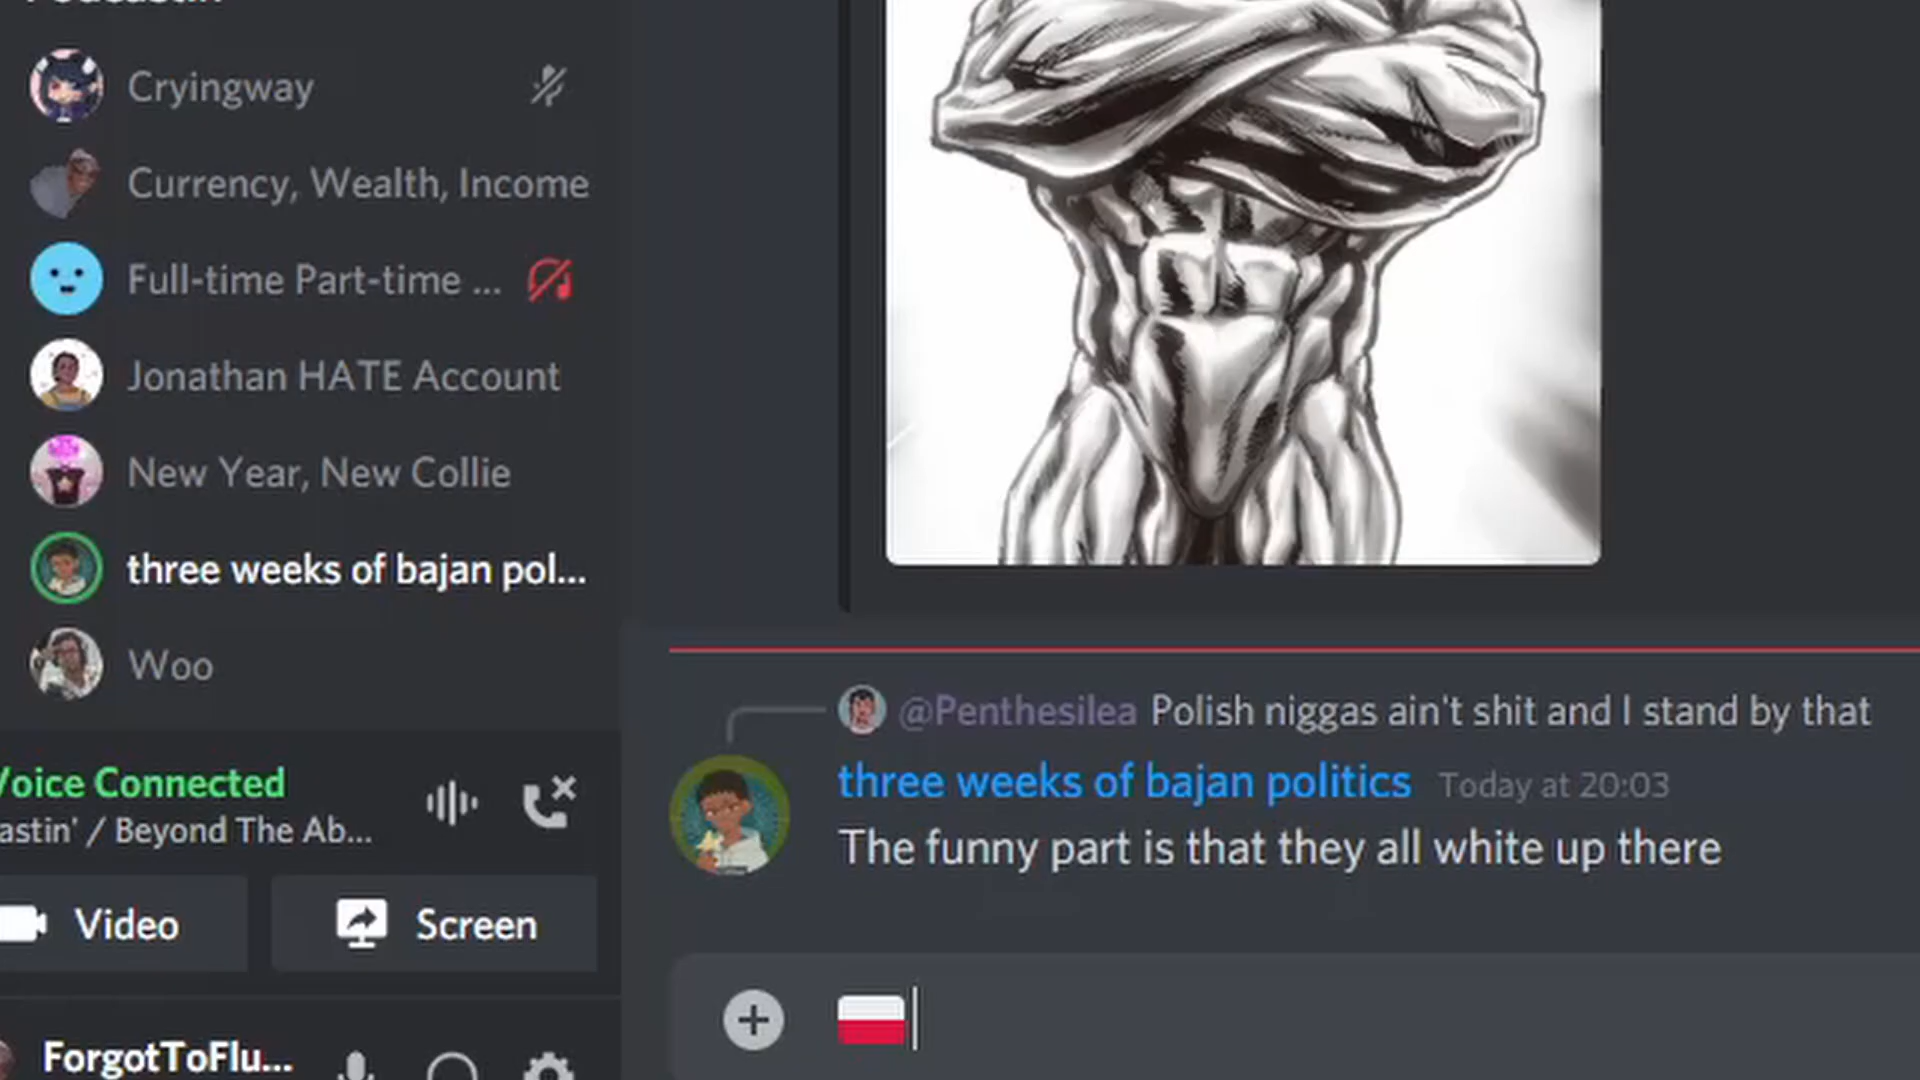 Cryingway
Currency, Wealth, Income
Full-time Part-time ...
Jonathan HATE Account
New Year, New Collie
three weeks of bajan pol...
Woo
Voice Connected
astin' / Beyond The Ab...
Video
Screen
ForgotToFlu...
@Penthesilea Polish niggas ain't shit and I stand by that
three weeks of bajan politics Today at 20:03
The funny part is that they all white up there